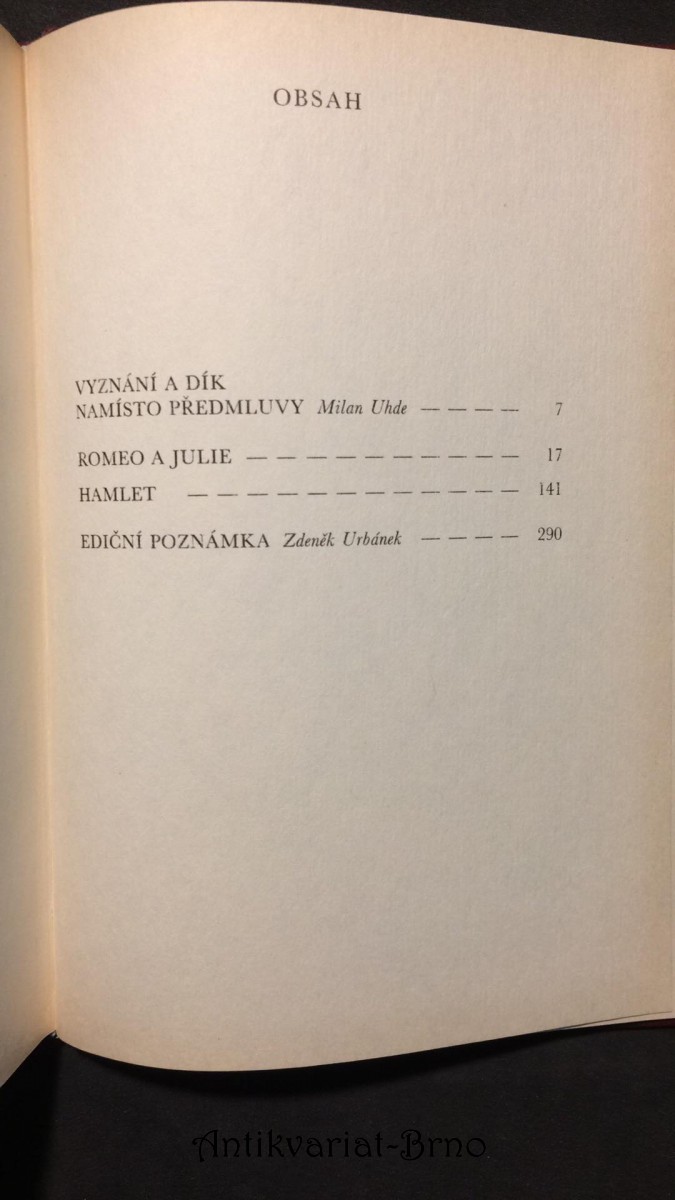 OBSAH
VYZNÁNÍ A DÍK
NAMÍSTO PŘEDMLUVY Milan Uhde — — — — 7
ROMEO A JULIE — — — — — — — — — — 17
HAMLET — — — — — — — — — — — — 141
EDIČNÍ POZNÁMKA Zdeněk Urbánek — — — — 290
Antikvariat-Brno